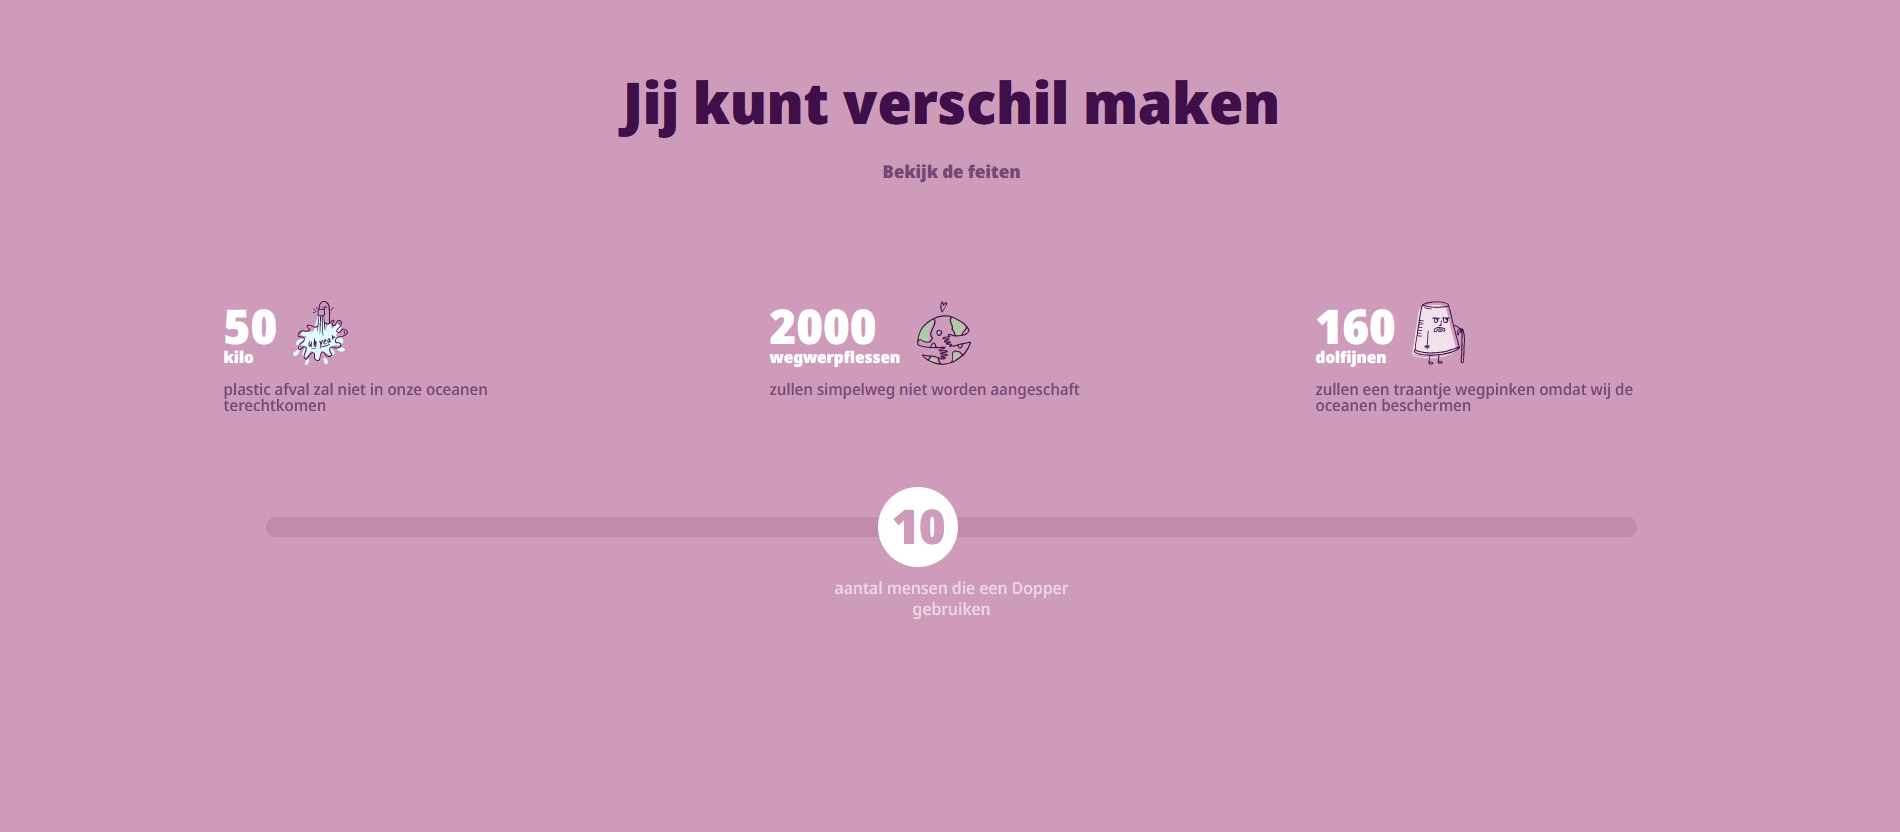 Jij kunt verschil maken
Bekijk de feiten
50
kilo
uh yeah
plastic afval zal niet in onze oceanen
terechtkomen
2000
wegwerpflessen
zullen simpelweg niet worden aangeschaft
160
dolfijnen
zullen een traantje wegpinken omdat wij de
oceanen beschermen
10
aantal mensen die een Dopper
gebruiken